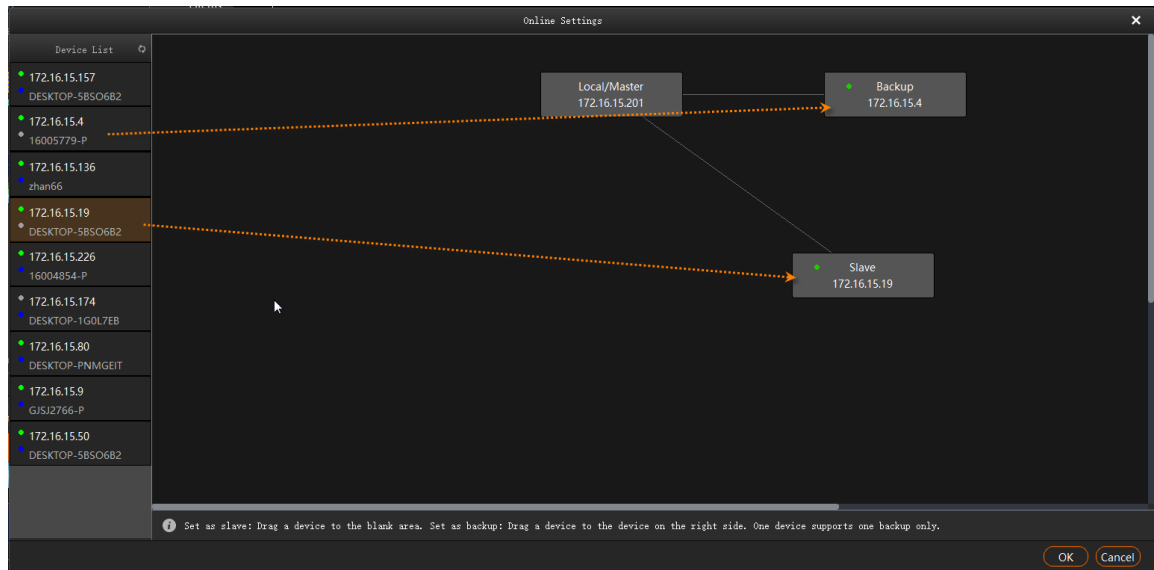 Online Settings
Device List
172.16.15.157
DESKTOP-5BSO6B2
172.16.15.4
16005779-P
172.16.15.136
zhan66
172.16.15.19
DESKTOP-5BSO6B2
172.16.15.226
16004854-P
172.16.15.174
DESKTOP-1G0L7EB
172.16.15.80
DESKTOP-PNMGEIT
172.16.15.9
GJSJ2766-P
172.16.15.50
DESKTOP-5BSO6B2
Local/Master
172.16.15.201
Backup
172.16.15.4
Slave
172.16.15.19
Set as slave: Drag a device to the blank area. Set as backup: Drag a device to the device on the right side. One device supports one backup only.
OK
Cancel